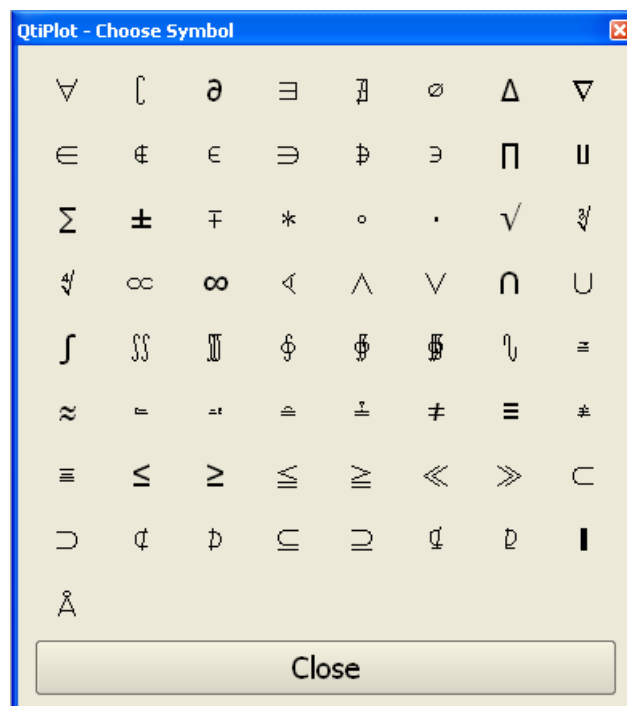 QtiPlot - Choose Symbol
∀ ∁ ∂ ∃ ∄ ∅ ∆ ∇
∈ ∉ ∊ ∋ ∌ ∍ ∏ ∐
∑ ± ∓ ∗ ∘ ∙ √ ∛
∜ ∝ ∞ ∢ ∧ ∨ ∩ ∪
∫ ∬ ∭ ∮ ∯ ∰ ∿
≈ ≙ ≠ ≡
≣ ≤ ≥ ≦ ≧ ≪ ≫ ⊂
⊃ ⊄ ⊅ ⊆ ⊇ ⊈ ⊉
Å
Close